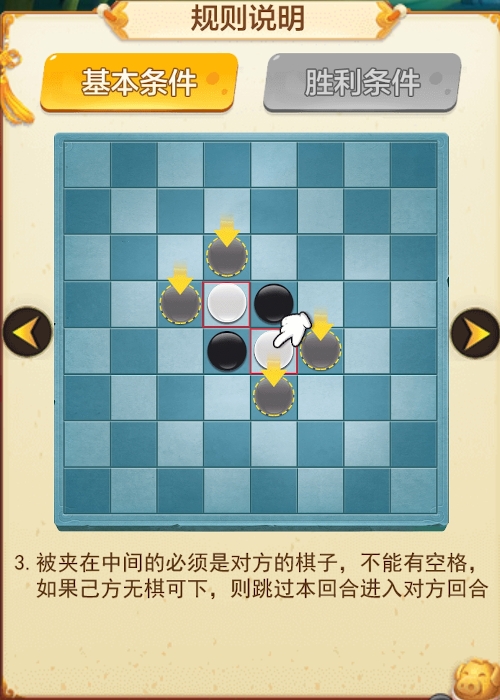 规则说明
基本条件
胜利条件
3. 被夹在中间的必须是对方的棋子，不能有空格，
如果己方无棋可下，则跳过本回合进入对方回合